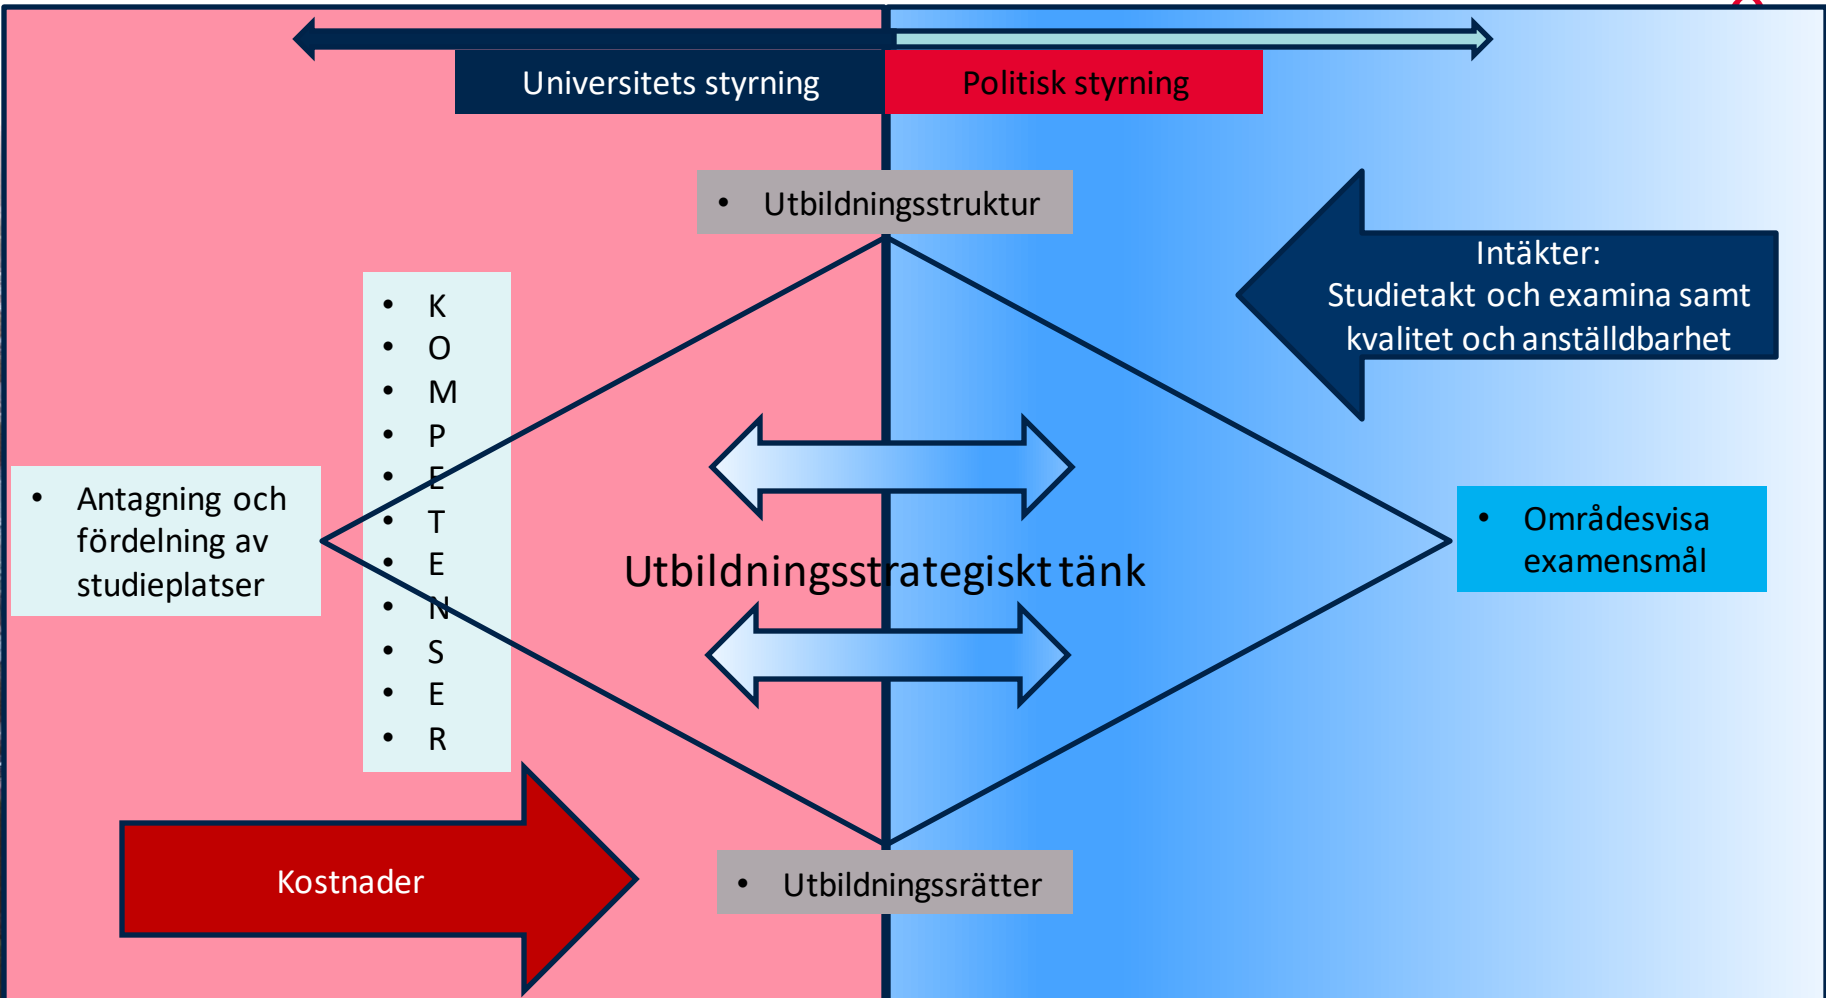 Universitets styrning
Politisk styrning
• Utbildningsstruktur
Intäkter:
Studietakt och examina samt
kvalitet och anställdbarhet
• K
• O
• M
• P
• E
• T
• E
• N
• S
• E
• R
• Antagning och
fördelning av
studieplatser
Utbildningsstrategiskt tänk
• Områdesvisa
examensmål
Kostnader
• Utbildningssrätter